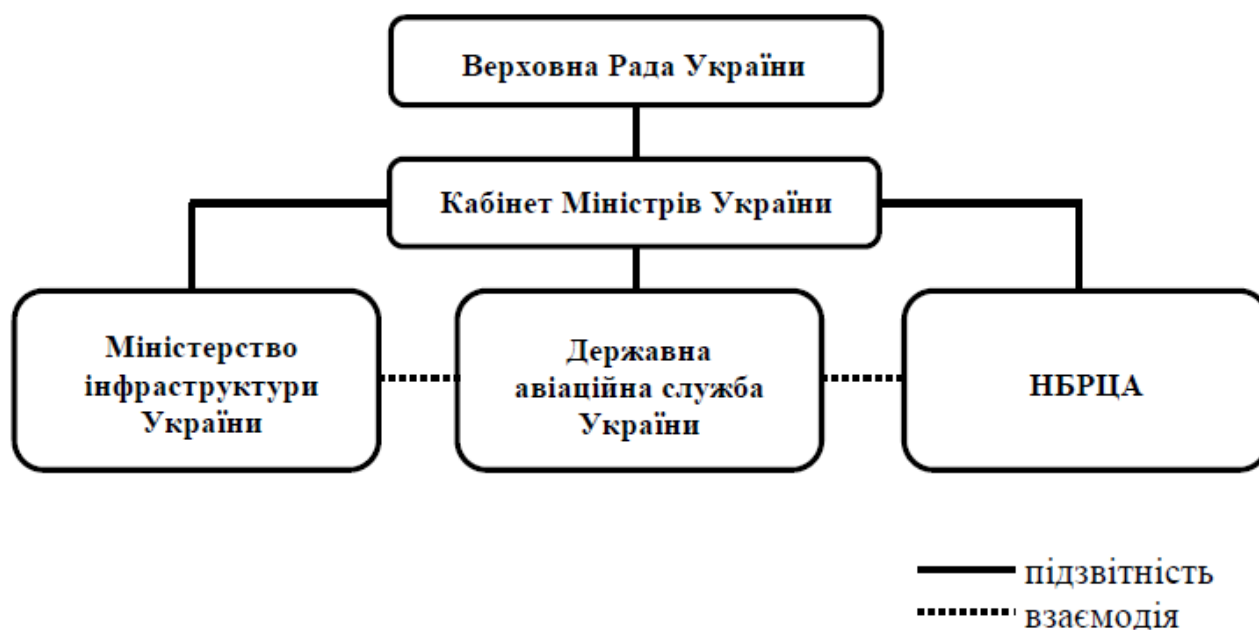 Верховна Рада України
Кабінет Міністрів України
Міністерство
інфраструктури
України
Державна
авіаційна служба
України
НБРЦА
підзвітність
взаємодія